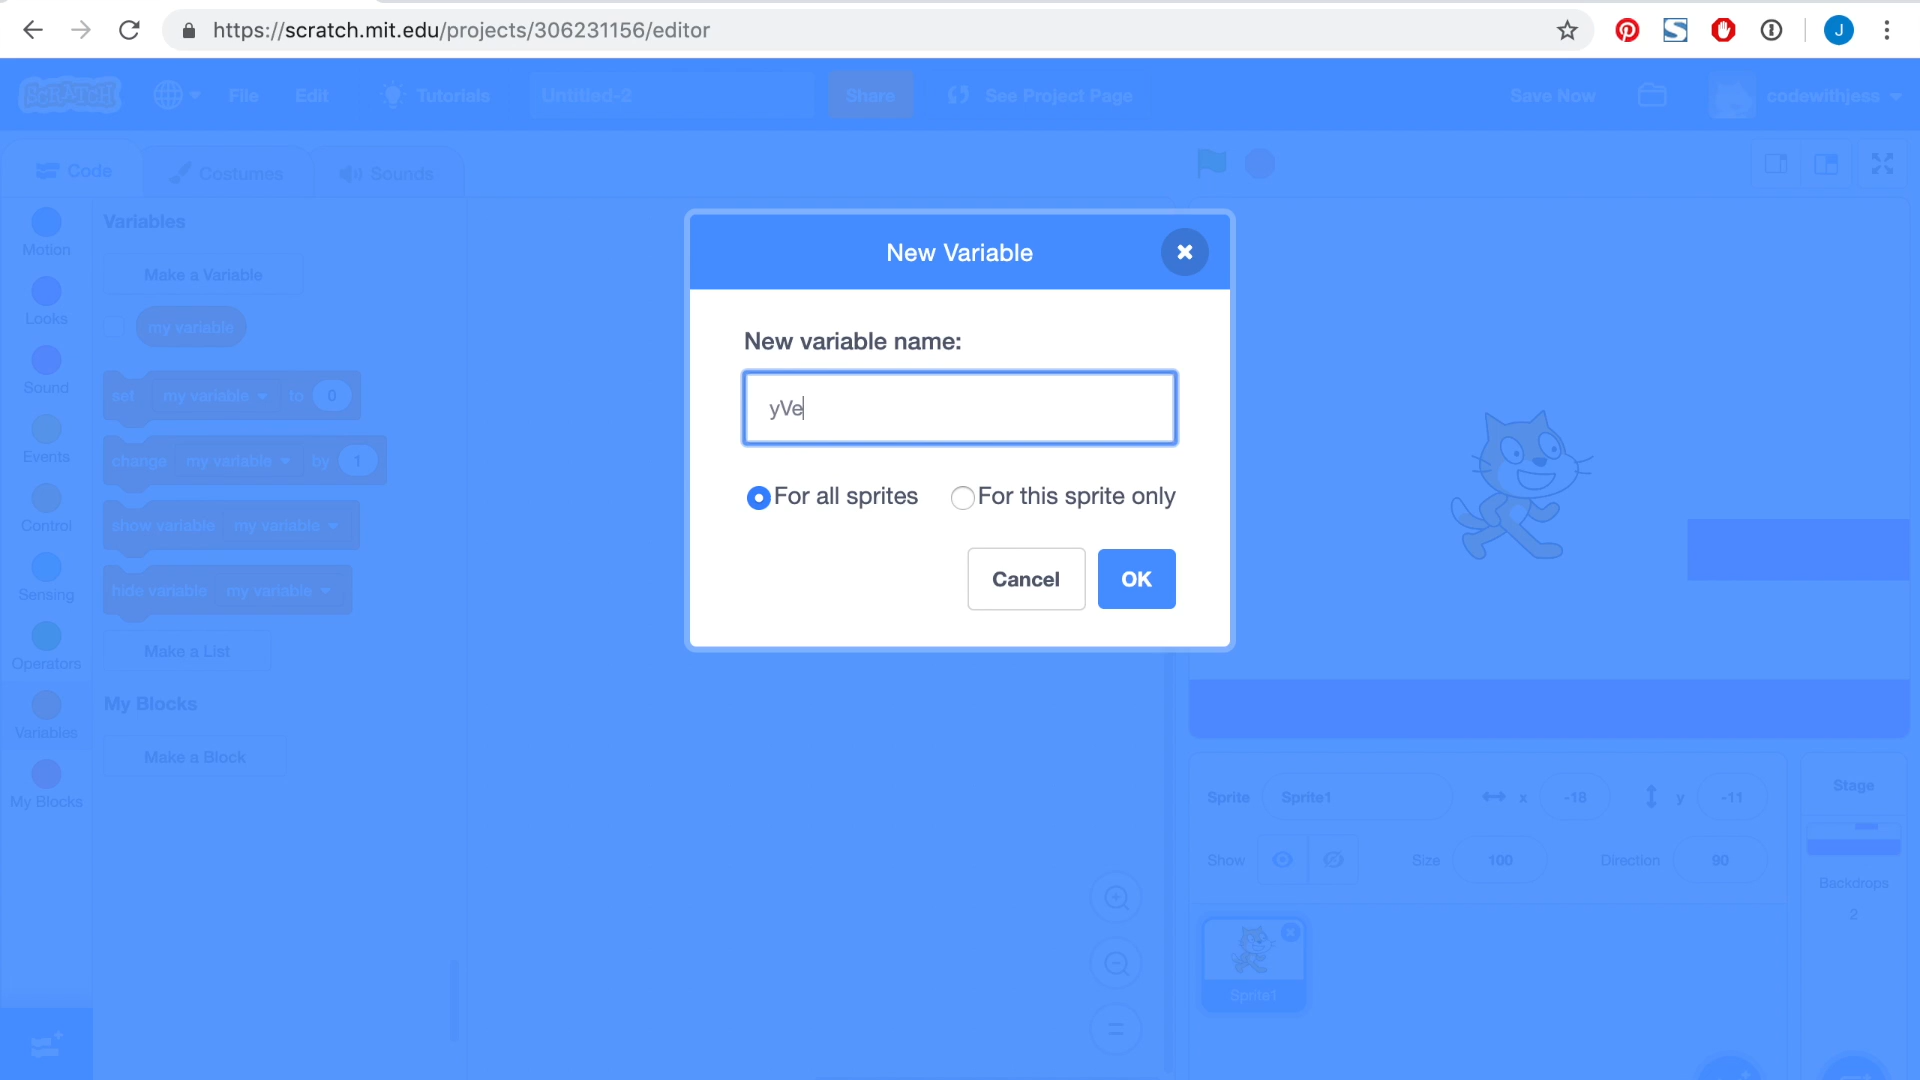 https://scratch.mit.edu/projects/306231156/editor
J
SCRATCH
File
Edit
Tutorials
Untitled-2
Share
See Project Page
Save Now
codewithjess
Code
Costumes
Sounds
Motion
Looks
Sound
Events
Control
Sensing
Operators
Variables
My Blocks
Variables
Make a Variable
my variable
set my variable to 0
change my variable by 1
show variable my variable
hide variable my variable
Make a List
My Blocks
Make a Block
New Variable
New variable name:
yVe
For all sprites
For this sprite only
Cancel
OK
Sprite
Sprite1
x
-18
y
-11
Show
Size
100
Direction
90
Sprite1
Stage
Backdrops
2